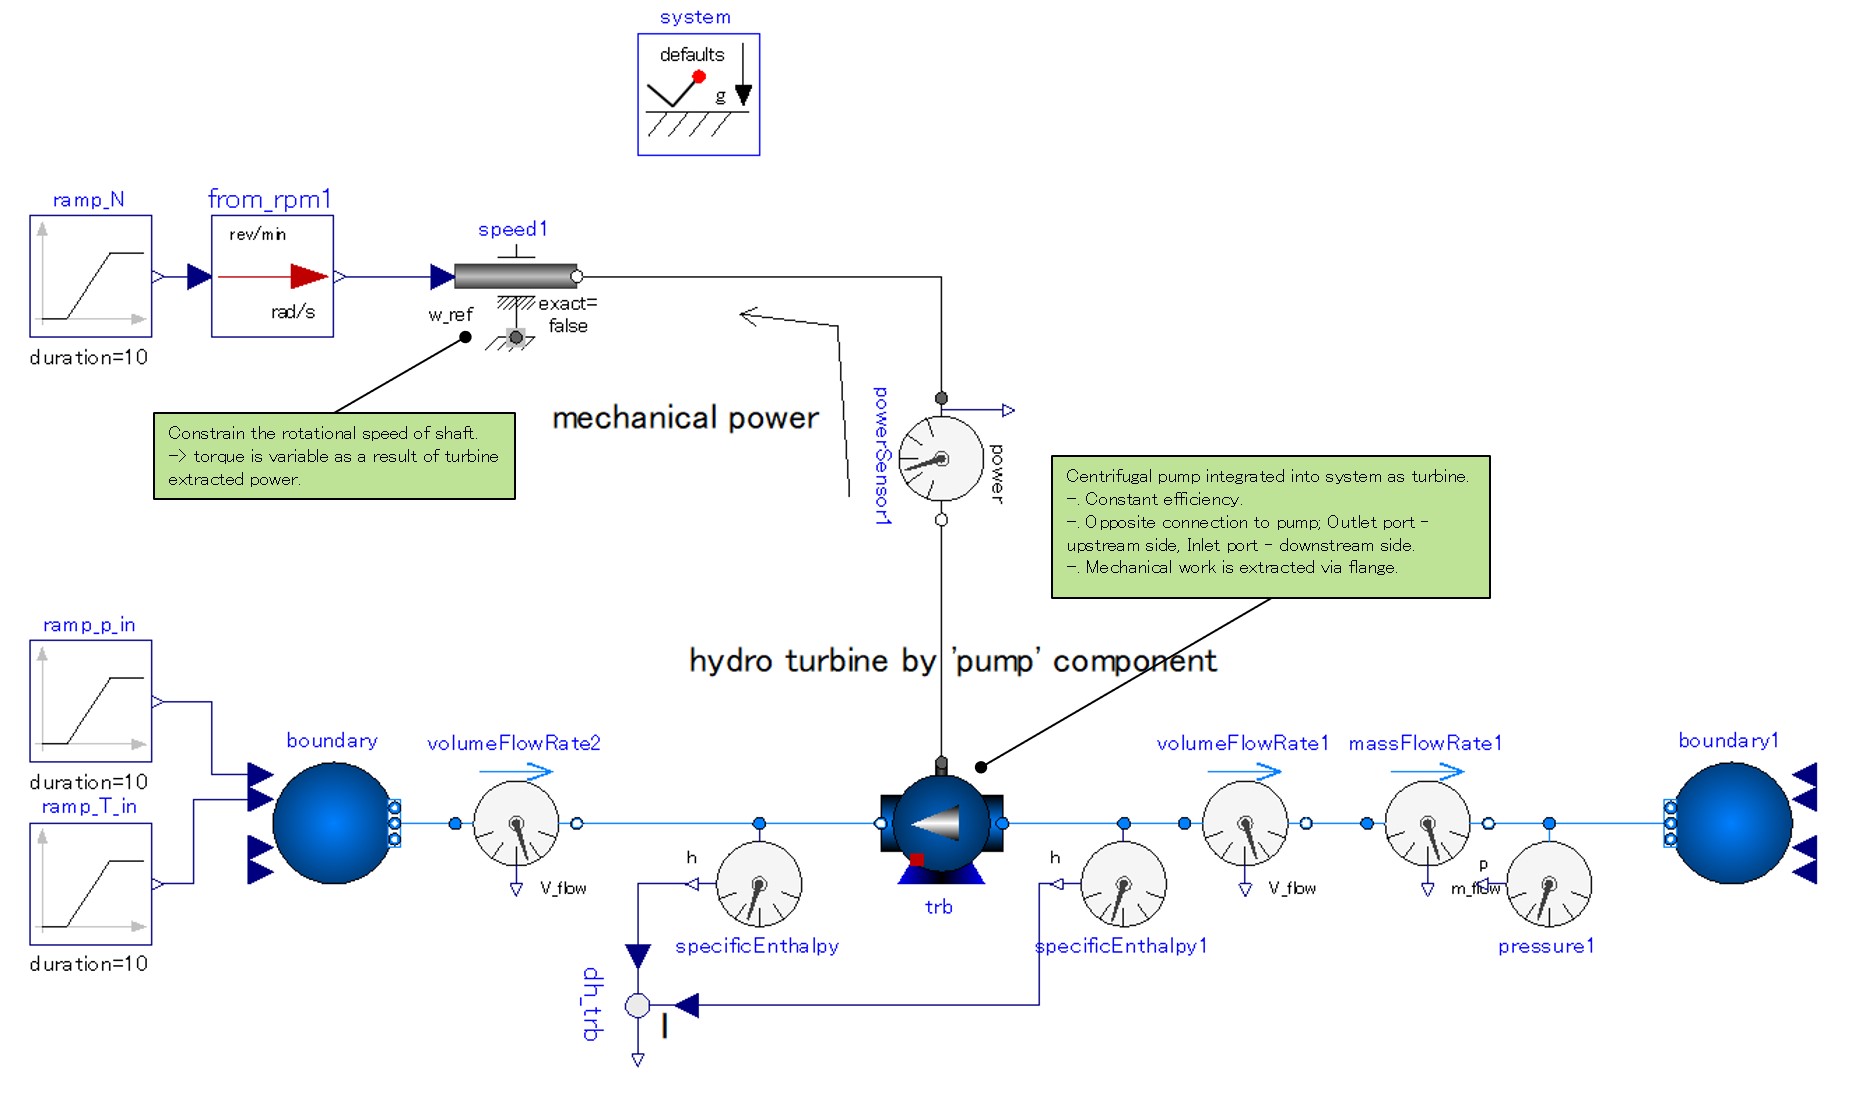 system
defaults
g
ramp_N
duration=10
from_rpm1
rev/min
rad/s
speed1
w_ref
exact=
false
Constrain the rotational speed of shaft.
-> torque is variable as a result of turbine
extracted power.
mechanical power
powerSensor1
power
Centrifugal pump integrated into system as turbine.
-. Constant efficiency.
-. Opposite connection to pump; Outlet port -
upstream side, Inlet port - downstream side.
-. Mechanical work is extracted via flange.
hydro turbine by 'pump' component
ramp_p_in
duration=10
ramp_T_in
duration=10
boundary
volumeFlowRate2
V_flow
h
specificEnthalpy
trb
h
specificEnthalpy1
volumeFlowRate1
V_flow
massFlowRate1
m_flow
p
pressure1
boundary1
dh_trb